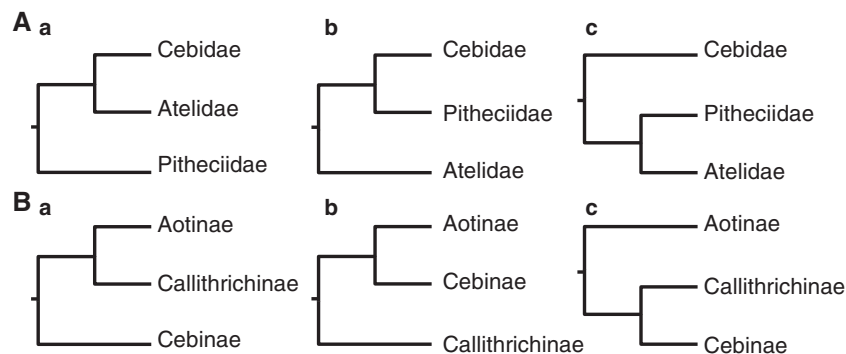 A a b c
Cebidae Cebidae Cebidae
Atelidae Pitheciidae Pitheciidae
Pitheciidae Atelidae Atelidae
B a b c
Aotinae Aotinae Aotinae
Callithrichinae Cebinae Callithrichinae
Cebinae Callithrichinae Cebinae